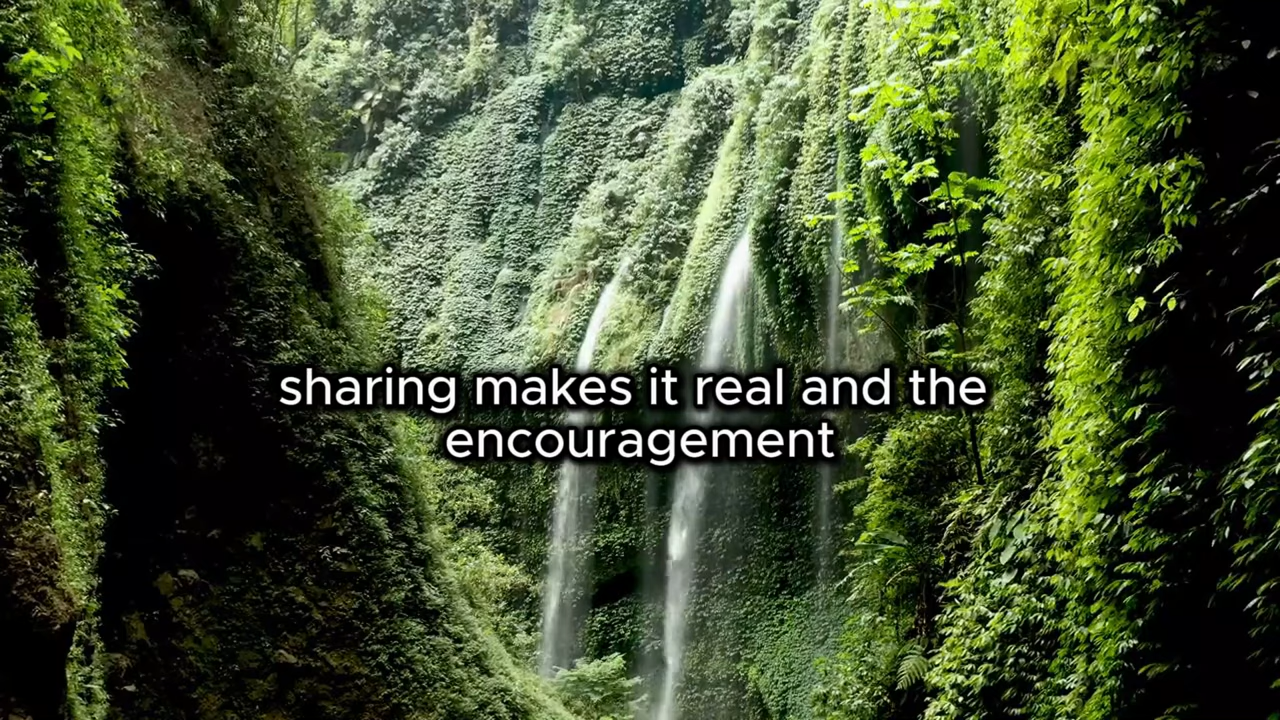 sharing makes it real and the
encouragement